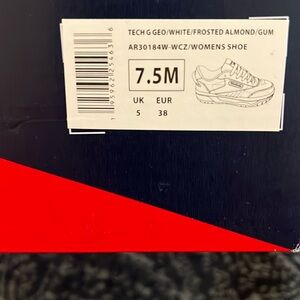 TECH G GEO/WHITE/FROSTED ALMOND/GUM
AR30184W-WCZ/WOMENS SHOE
7.5M
UK EUR
5 38